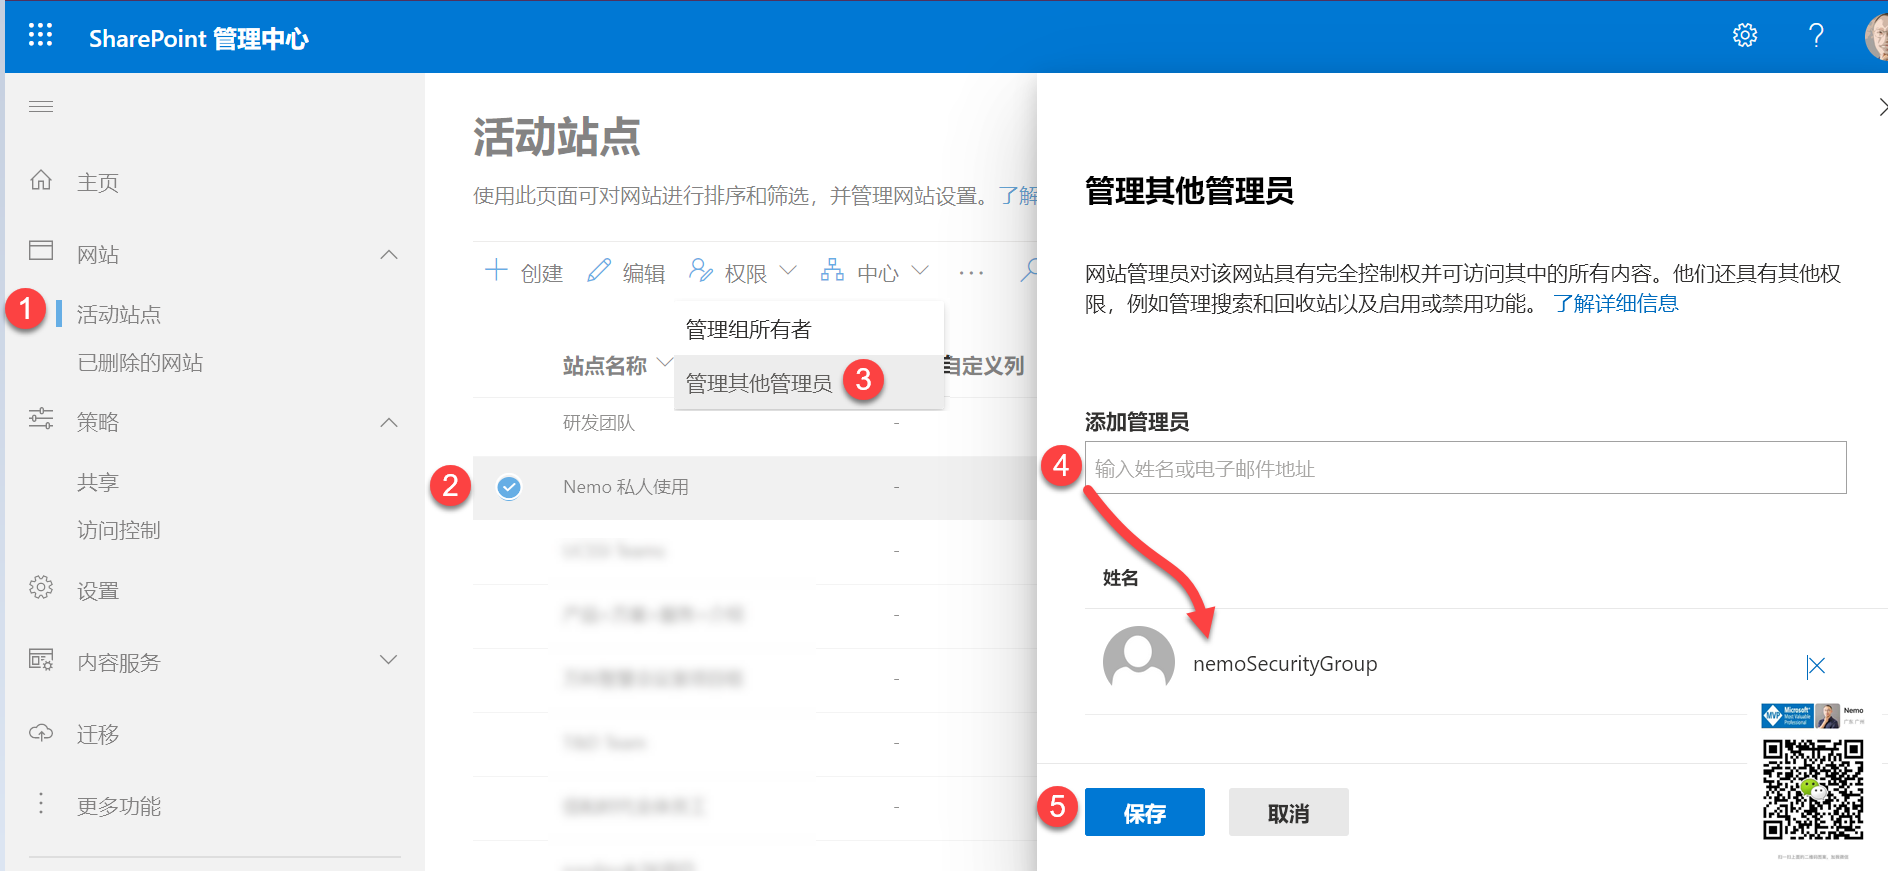 SharePoint 管理中心
主页
网站
1
活动站点
已删除的网站
策略
共享
访问控制
设置
内容服务
迁移
更多功能
活动站点
使用此页面可对网站进行排序和筛选，并管理网站设置。了解
创建
编辑
权限
中心
管理组所有者
管理其他管理员
3
站点名称
自定义列
研发团队
-
2
Nemo 私人使用
-
-
-
-
-
-
管理其他管理员
网站管理员对该网站具有完全控制权并可访问其中的所有内容。他们还具有其他权
限，例如管理搜索和回收站以及启用或禁用功能。 了解详细信息
添加管理员
4
输入姓名或电子邮件地址
姓名
nemoSecurityGroup
MVP
Microsoft®
Most Valuable
Professional
Nemo
广东 广州
5
保存
取消